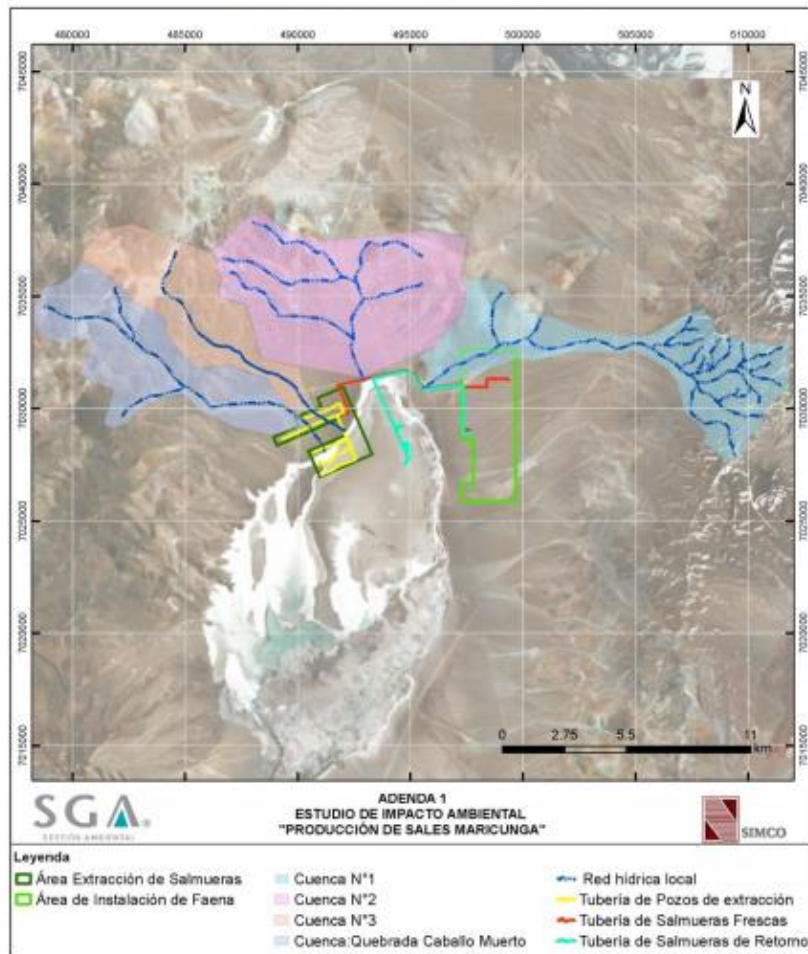 480000 485000 490000 495000 500000 505000 510000
7045000
7040000
7035000
7030000
7025000
7020000
7015000
N
0 2.75 5.5 11
km
SGA
GESTIÓN AMBIENTAL
ADENDA 1
ESTUDIO DE IMPACTO AMBIENTAL
"PRODUCCIÓN DE SALES MARICUNGA"
SIMCO
Leyenda
Área Extracción de Salmueras
Área de Instalación de Faena
Cuenca N°1
Cuenca N°2
Cuenca N°3
Cuenca:Quebrada Caballo Muerto
Red hídrica local
Tubería de Pozos de extracción
Tubería de Salmueras Frescas
Tubería de Salmueras de Retorno